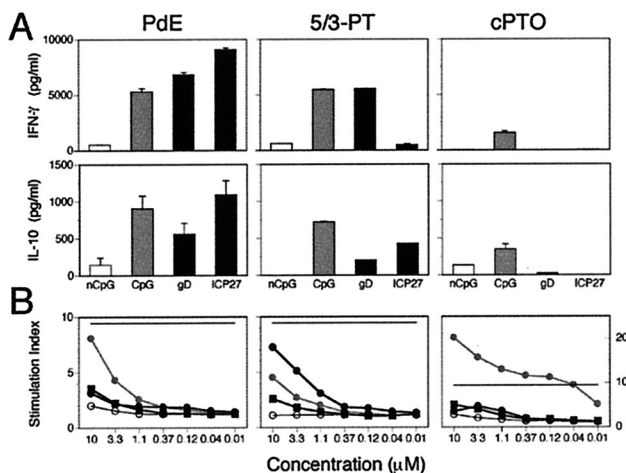 A PdE 5/3-PT cPTO
IFN-γ (pg/ml)
10000
5000
0
IL-10 (pg/ml)
1500
1000
500
0
nCpG CpG gD ICP27 nCpG CpG gD ICP27 nCpG CpG gD ICP27
B
Stimulation Index
10
5
0
20
10
0
10 3.3 1.1 0.37 0.12 0.04 0.01 10 3.3 1.1 0.37 0.12 0.04 0.01 10 3.3 1.1 0.37 0.12 0.04 0.01
Concentration (μM)